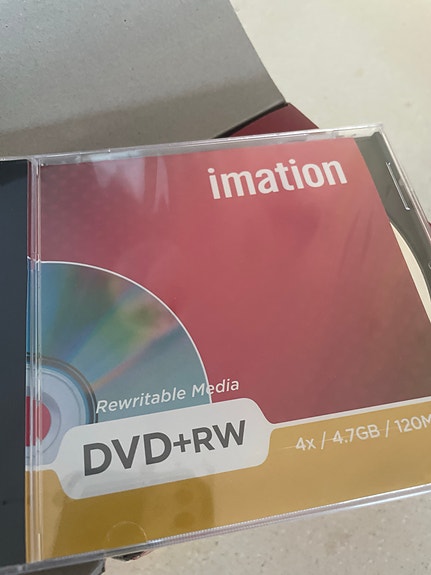 imation
Rewritable Media
DVD+RW
4x / 4.7GB / 120M